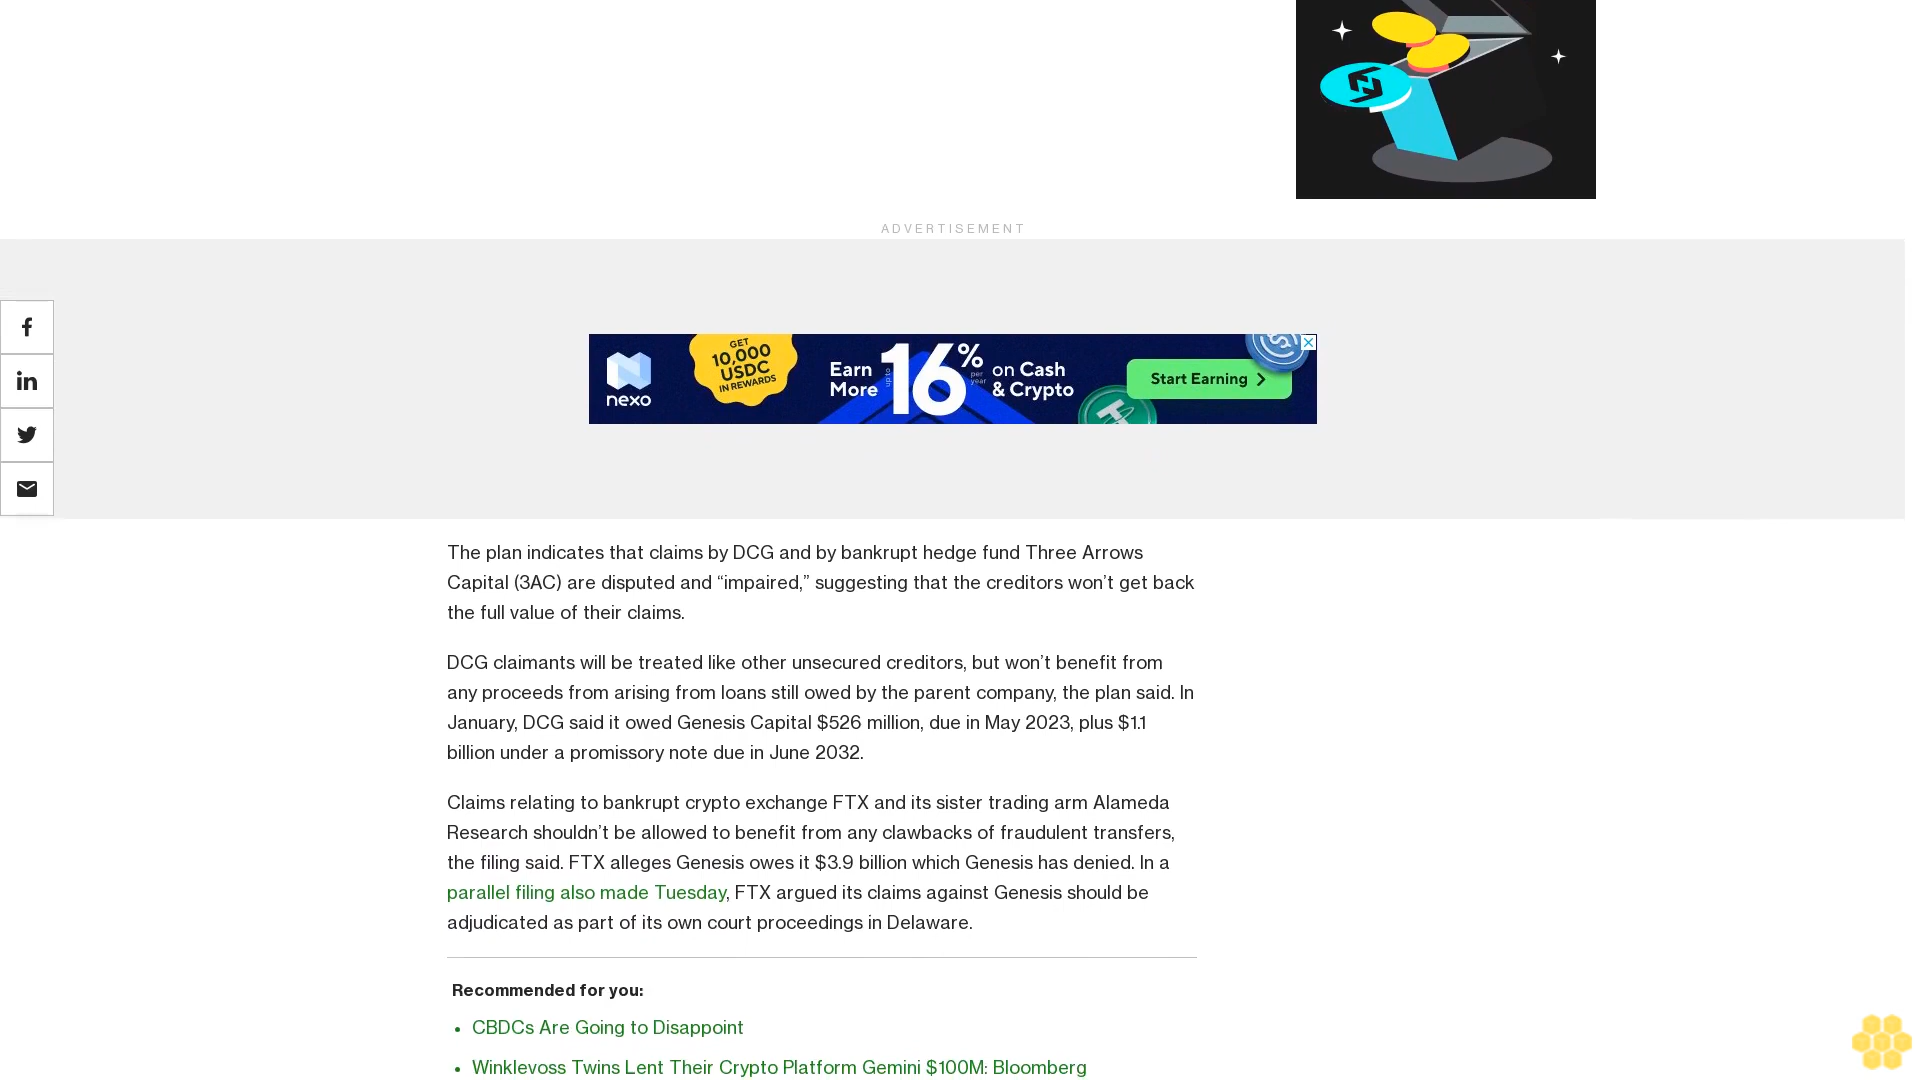 ADVERTISEMENT
nexo
GET
10,000
USDC
IN REWARDS
Earn
More
up to
16%
per
year
on Cash
& Crypto
Start Earning
The plan indicates that claims by DCG and by bankrupt hedge fund Three Arrows
Capital (3AC) are disputed and “impaired,” suggesting that the creditors won’t get back
the full value of their claims.
DCG claimants will be treated like other unsecured creditors, but won’t benefit from
any proceeds from arising from loans still owed by the parent company, the plan said. In
January, DCG said it owed Genesis Capital $526 million, due in May 2023, plus $1.1
billion under a promissory note due in June 2032.
Claims relating to bankrupt crypto exchange FTX and its sister trading arm Alameda
Research shouldn’t be allowed to benefit from any clawbacks of fraudulent transfers,
the filing said. FTX alleges Genesis owes it $3.9 billion which Genesis has denied. In a
parallel filing also made Tuesday, FTX argued its claims against Genesis should be
adjudicated as part of its own court proceedings in Delaware.
Recommended for you:
• CBDCs Are Going to Disappoint
• Winklevoss Twins Lent Their Crypto Platform Gemini $100M: Bloomberg